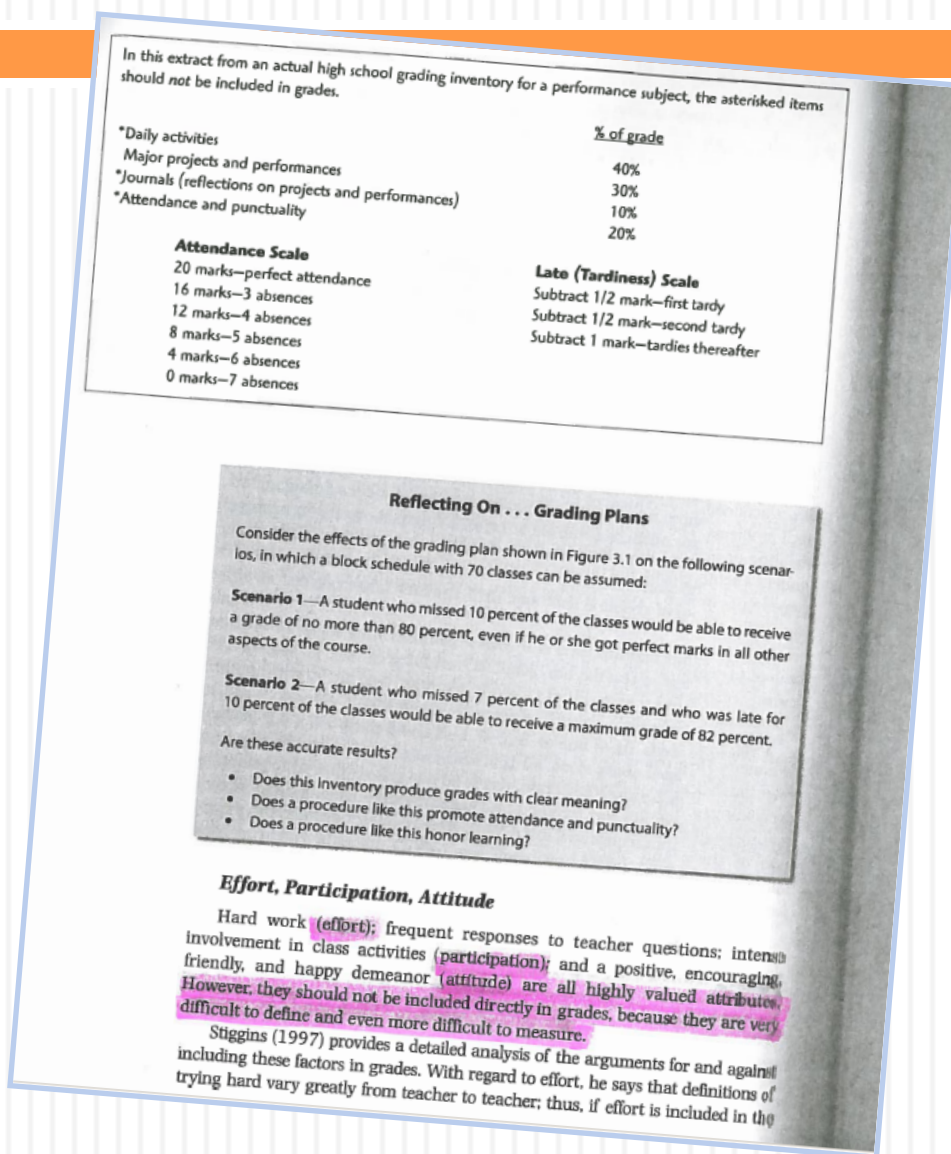 In this extract from an actual high school grading inventory for a performance subject, the asterisked items
should not be included in grades.
% of grade
*Daily activities 40%
Major projects and performances 30%
*Journals (reflections on projects and performances) 10%
*Attendance and punctuality 20%
Attendance Scale
20 marks—perfect attendance
16 marks—3 absences
12 marks—4 absences
8 marks—5 absences
4 marks—6 absences
0 marks—7 absences
Late (Tardiness) Scale
Subtract 1/2 mark—first tardy
Subtract 1/2 mark—second tardy
Subtract 1 mark—tardies thereafter
Reflecting On . . . Grading Plans
Consider the effects of the grading plan shown in Figure 3.1 on the following scenar-
ios, in which a block schedule with 70 classes can be assumed:
Scenario 1—A student who missed 10 percent of the classes would be able to receive
a grade of no more than 80 percent, even if he or she got perfect marks in all other
aspects of the course.
Scenario 2—A student who missed 7 percent of the classes and who was late for
10 percent of the classes would be able to receive a maximum grade of 82 percent.
Are these accurate results?
• Does this inventory produce grades with clear meaning?
• Does a procedure like this promote attendance and punctuality?
• Does a procedure like this honor learning?
Effort, Participation, Attitude
Hard work (effort); frequent responses to teacher questions; intense
involvement in class activities (participation); and a positive, encouraging,
friendly, and happy demeanor (attitude) are all highly valued attributes.
However, they should not be included directly in grades, because they are very
difficult to define and even more difficult to measure.
Stiggins (1997) provides a detailed analysis of the arguments for and against
including these factors in grades. With regard to effort, he says that definitions of
trying hard vary greatly from teacher to teacher; thus, if effort is included in the